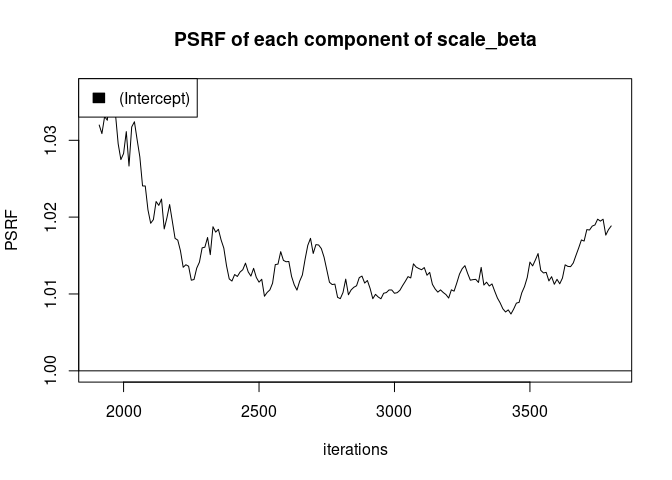 PSRF of each component of scale_beta
(Intercept)
PSRF
1.03
1.02
1.01
1.00
2000 2500 3000 3500
iterations